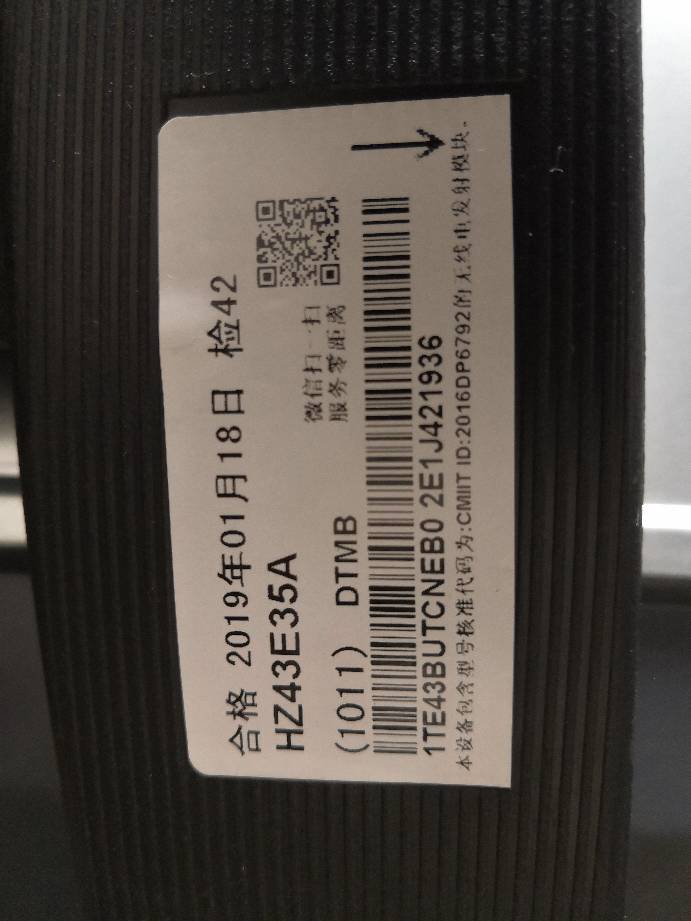 合格 2019年01月18日 检42
HZ43E35A
(1011) DTMB
微信扫一扫
服务零距离
1TE43BUTCNEB0 2E1J421936
本设备包含型号核准代码为:CMIIT ID:2016DP6792的无线电发射模块.